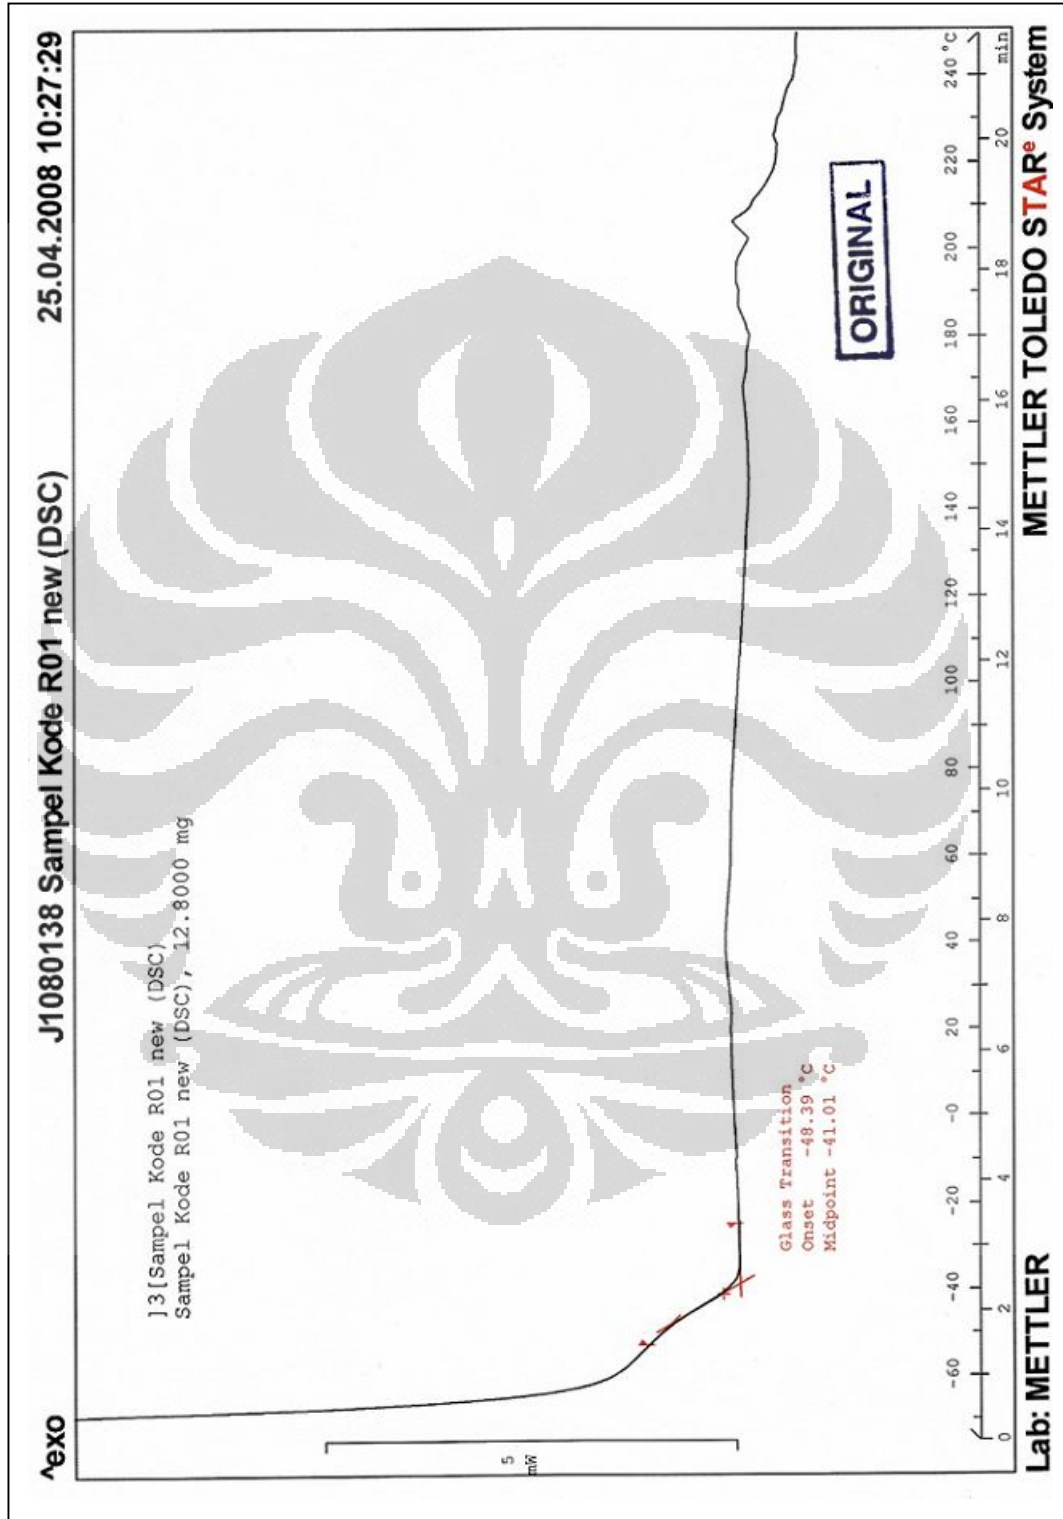 J1080138 Sampel Kode R01 new (DSC)
25.04.2008 10:27:29
^exo
]3[Sampel Kode R01 new (DSC)
Sampel Kode R01 new (DSC), 12.8000 mg
5
mW
Glass Transition
Onset -48.39 °C
Midpoint -41.01 °C
ORIGINAL
-60 -40 -20 -0 20 40 60 80 100 120 140 160 180 200 220 240 °C
0 2 4 6 8 10 12 14 16 18 20 min
Lab: METTLER
METTLER TOLEDO STARe System